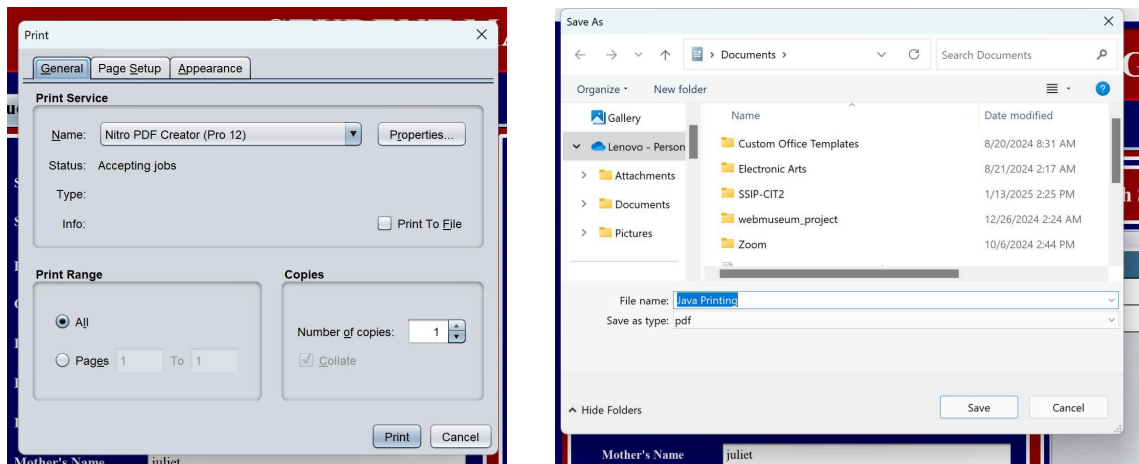 Print
General Page Setup Appearance
Print Service
Name: Nitro PDF Creator (Pro 12) Properties...
Status: Accepting jobs
Type:
Info: Print To File
Print Range
All
Pages 1 To 1
Copies
Number of copies: 1
Collate
Print Cancel
Mother's Name juliet
Save As
Documents Search Documents
Organize New folder
Name Date modified
Gallery
Lenovo - Person
Attachments
Documents
Pictures
Custom Office Templates 8/20/2024 8:31 AM
Electronic Arts 8/21/2024 2:17 AM
SSIP-CIT2 1/13/2025 2:25 PM
webmuseum_project 12/26/2024 2:24 AM
Zoom 10/6/2024 2:44 PM
File name: Java Printing
Save as type: pdf
Hide Folders Save Cancel
Mother's Name juliet